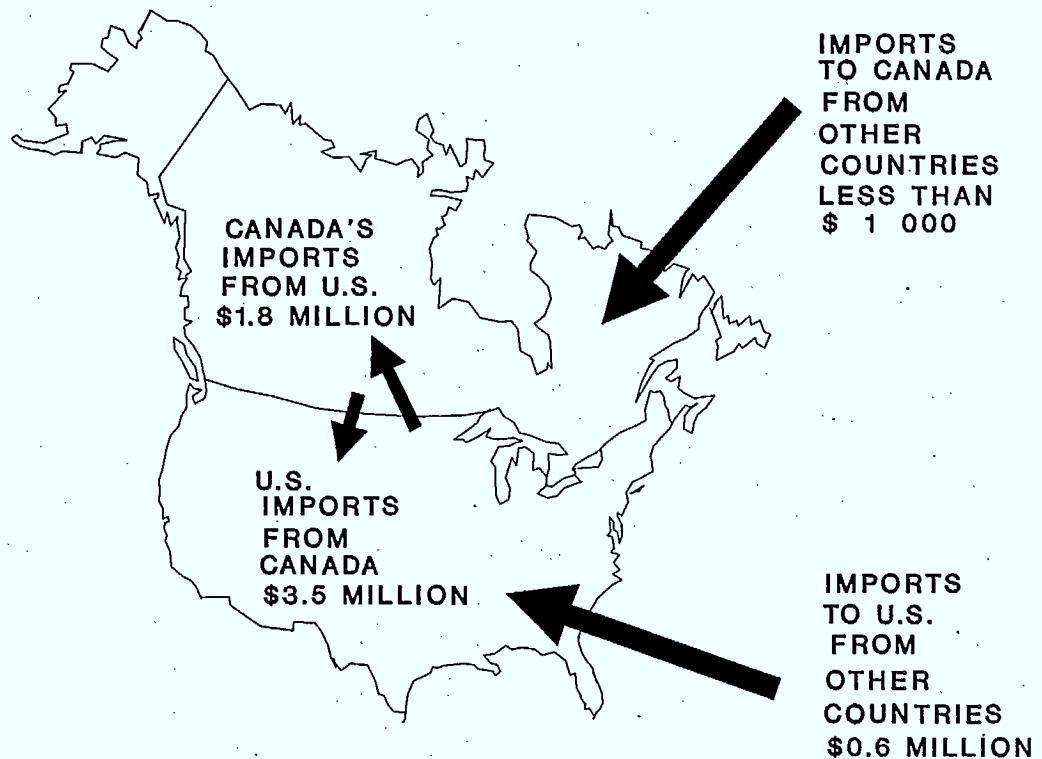 IMPORTS
TO CANADA
FROM
OTHER
COUNTRIES
LESS THAN
$ 1 000
CANADA'S
IMPORTS
FROM U.S.
$1.8 MILLION
U.S.
IMPORTS
FROM
CANADA
$3.5 MILLION
IMPORTS
TO U.S.
FROM
OTHER
COUNTRIES
$0.6 MILLION